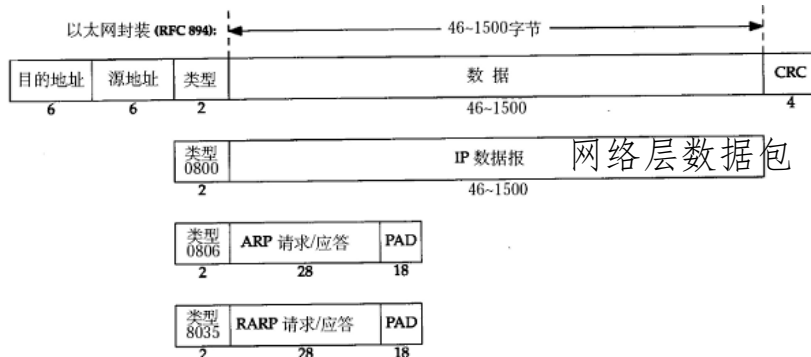 以太网封装 (RFC 894): 46~1500字节
目的地址 源地址 类型 数 据 CRC
6 6 2 46~1500 4
类型 IP 数据报 网络层数据包
0800
2 46~1500
类型 ARP 请求/应答 PAD
0806
2 28 18
类型 RARP 请求/应答 PAD
8035
2 28 18